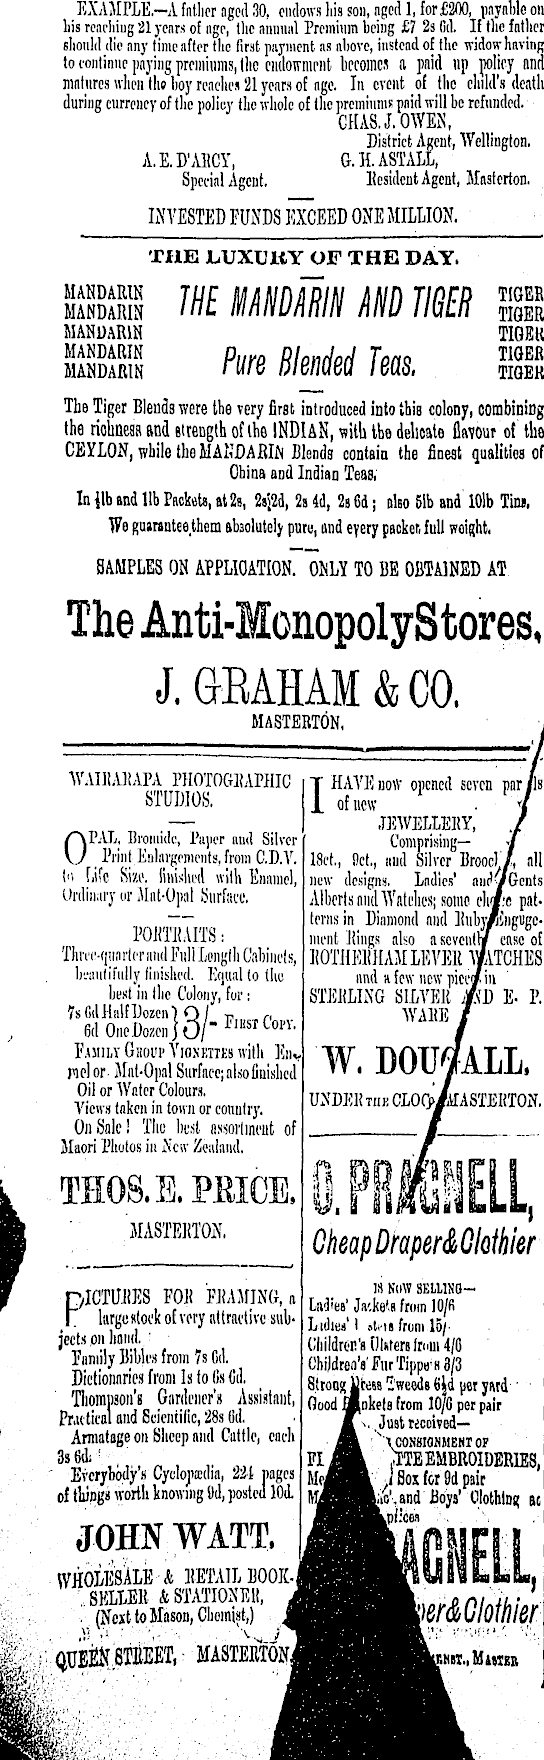 EXAMPLE.—A father aged 30, endows his son, aged 1, for £200, payable on
his reaching 21 years of age, the annual Premium being £7 2s 6d. If the father
should die any time after the first payment as above, instead of the widow having
to continue paying premiums, the endowment becomes a paid up policy and
matures when the boy reaches 21 years of age. In event of the child's death
during currency of the policy the whole of the premiums paid will be refunded.
CHAS. J. OWEN,
District Agent, Wellington.
A. E. D'ARCY, G. H. ASTALL,
Special Agent. Resident Agent, Masterton.
INVESTED FUNDS EXCEED ONE MILLION.
THE LUXURY OF THE DAY.
MANDARIN THE MANDARIN AND TIGER TIGER
MANDARIN TIGER
MANDARIN TIGER
MANDARIN Pure Blended Teas. TIGER
MANDARIN TIGER
The Tiger Blends were the very first introduced into this colony, combining
the richness and strength of the INDIAN, with the delicate flavour of the
CEYLON, while the MANDARIN Blends contain the finest qualities of
China and Indian Teas.
In ½lb and 1lb Packets, at 2s, 2s 2d, 2s 4d, 2s 6d; also 5lb and 10lb Tins.
We guarantee them absolutely pure, and every packet full weight.
SAMPLES ON APPLICATION. ONLY TO BE OBTAINED AT
The Anti-Monopoly Stores,
J. GRAHAM & CO.
MASTERTON.
WAIRARAPA PHOTOGRAPHIC
STUDIOS.
OPAL, Bromide, Paper and Silver
Print Enlargements, from C.D.V.
to Life Size, finished with Enamel,
Ordinary or Mat-Opal Surface.
PORTRAITS:
Three-quarter and Full Length Cabinets,
beautifully finished. Equal to the
best in the Colony, for:
7s 6d Half Dozen } 3/- FIRST COPY.
6d One Dozen
FAMILY GROUP VIGNETTES with En-
mel or Mat-Opal Surface; also finished
Oil or Water Colours.
Views taken in town or country.
On Sale! The best assortment of
Maori Photos in New Zealand.
THOS. E. PRICE,
MASTERTON.
PICTURES FOR FRAMING, a
large stock of very attractive sub-
jects on hand.
Family Bibles from 7s 6d.
Dictionaries from 1s to 6s 6d.
Thompson's Gardener's Assistant,
Practical and Scientific, 28s 6d.
Armatage on Sheep and Cattle, each
3s 6d.
Everybody's Cyclopædia, 224 pages
of things worth knowing 9d, posted 10d.
JOHN WATT,
WHOLESALE & RETAIL BOOK-
SELLER & STATIONER,
(Next to Mason, Chemist,)
QUEEN STREET, MASTERTON.
I HAVE now opened seven
of new
JEWELLERY,
Comprising—
18ct., 9ct., and Silver all
new designs. Ladies' and Gents
Alberts and Watches; some pat-
terns in Diamond and Ruby Engage-
ment Rings also a seventh case of
ROTHERHAM LEVER WATCHES
and a few new pieces in
STERLING SILVER AND E. P.
WARE
W. DOUGALL,
UNDER THE CLOCK MASTERTON.
O. PRAGNELL,
Cheap Draper & Clothier
IS NOW SELLING—
Ladies' Jackets from 10/6
Ladies' from 15/-
Children's Ulsters from 4/6
Children's Fur Tippets 3/3
Strong Dress Tweeds 6½d per yard
Good Blankets from 10/6 per pair
Just received—
CONSIGNMENT OF
EMBROIDERIES,
Sox for 9d pair
and Boys' Clothing at
prices
AGNELL,
per & Clothier
MASTER